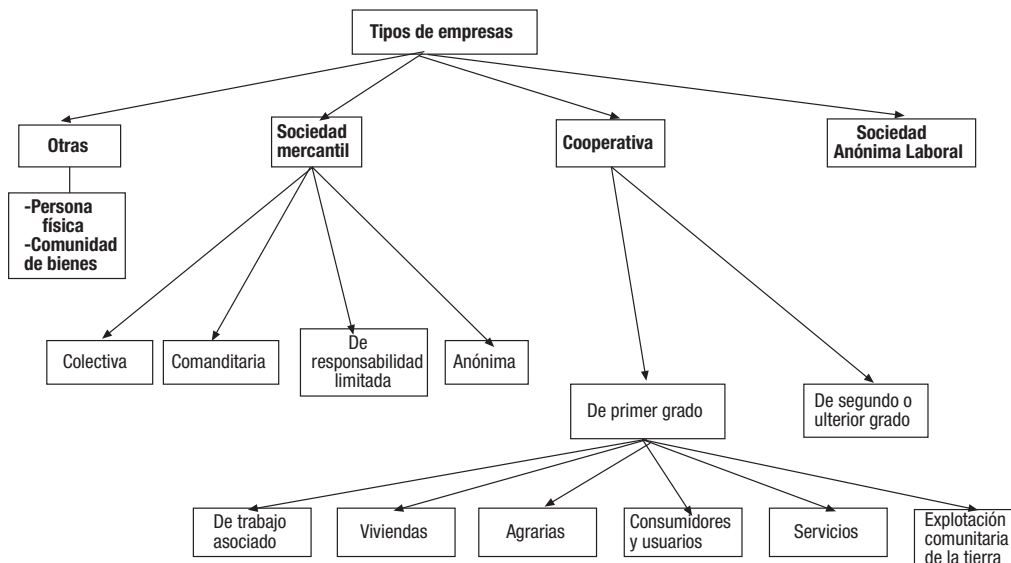 Tipos de empresas
Otras
Sociedad
mercantil
Cooperativa
Sociedad
Anónima Laboral
-Persona
física
-Comunidad
de bienes
Colectiva
Comanditaria
De
responsabilidad
limitada
Anónima
De primer grado
De segundo o
ulterior grado
De trabajo
asociado
Viviendas
Agrarias
Consumidores
y usuarios
Servicios
Explotación
comunitaria
de la tierra